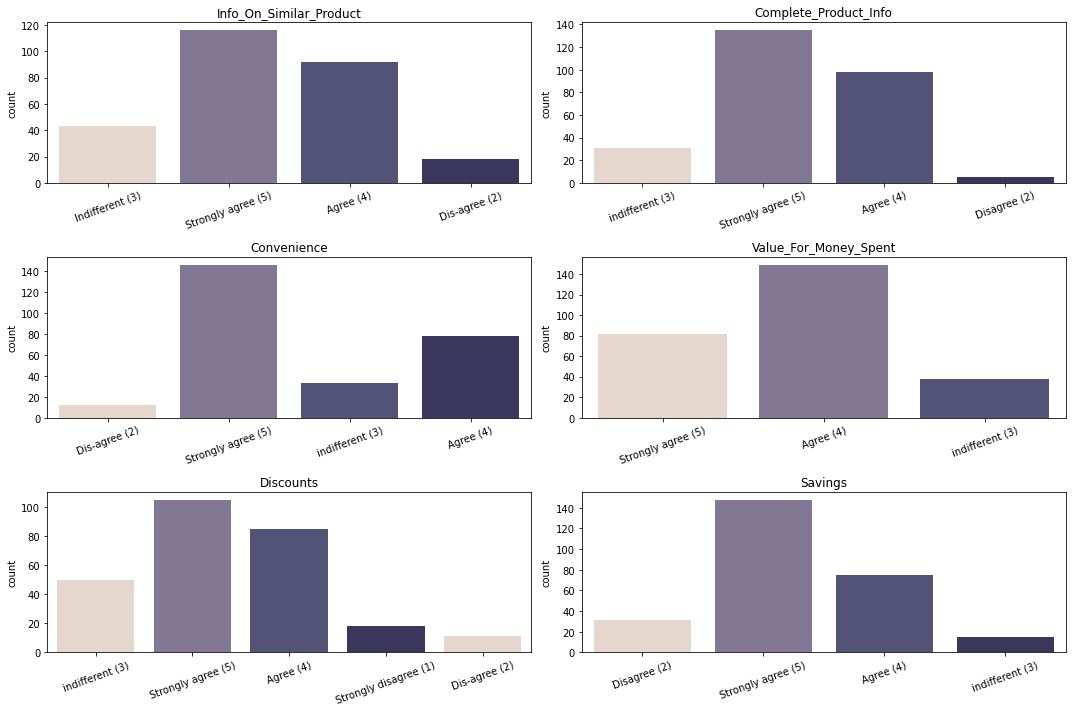 Info_On_Similar_Product
count
120
100
80
60
40
20
0
Indifferent (3)
Strongly agree (5)
Agree (4)
Dis-agree (2)
Complete_Product_Info
count
140
120
100
80
60
40
20
0
indifferent (3)
Strongly agree (5)
Agree (4)
Disagree (2)
Convenience
count
140
120
100
80
60
40
20
0
Dis-agree (2)
Strongly agree (5)
indifferent (3)
Agree (4)
Value_For_Money_Spent
count
140
120
100
80
60
40
20
0
Strongly agree (5)
Agree (4)
indifferent (3)
Discounts
count
100
80
60
40
20
0
indifferent (3)
Strongly agree (5)
Agree (4)
Strongly disagree (1)
Dis-agree (2)
Savings
count
140
120
100
80
60
40
20
0
Disagree (2)
Strongly agree (5)
Agree (4)
indifferent (3)